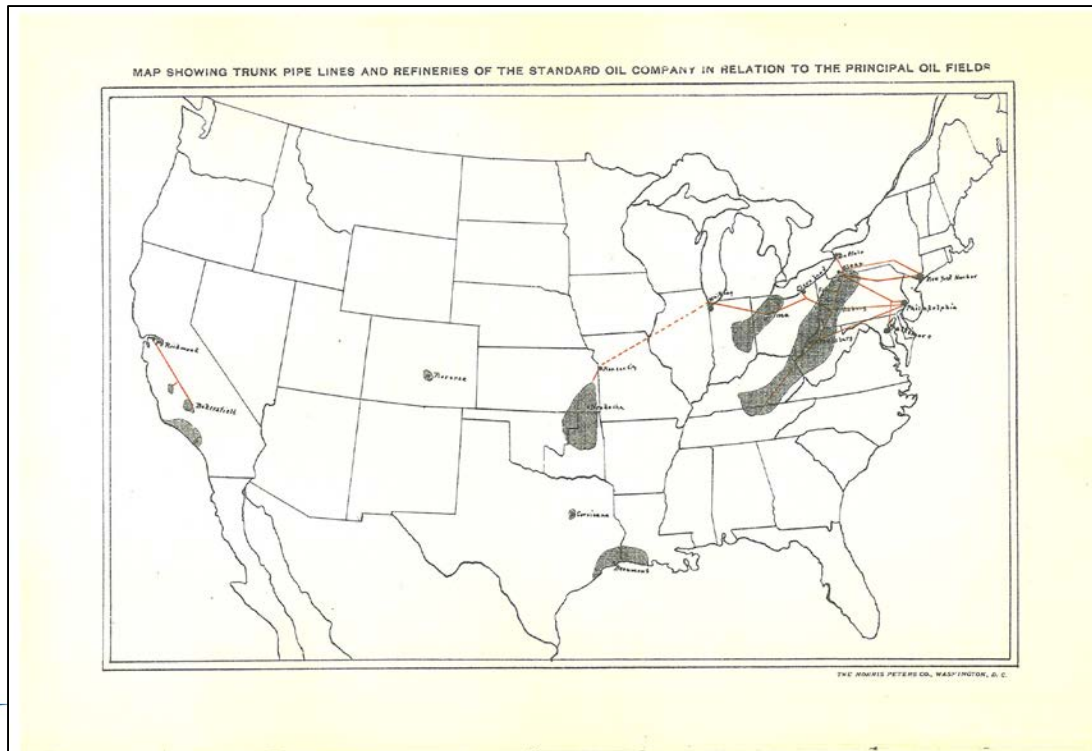 MAP SHOWING TRUNK PIPE LINES AND REFINERIES OF THE STANDARD OIL COMPANY IN RELATION TO THE PRINCIPAL OIL FIELDS
Buffalo
Olean
New York Harbor
Whiting
Lima
Philadelphia
Baltimore
Richmond
Florence
Kansas City
Bakersfield
Neodesha
Corsicana
Beaumont
THE NORRIS PETERS CO., WASHINGTON, D. C.